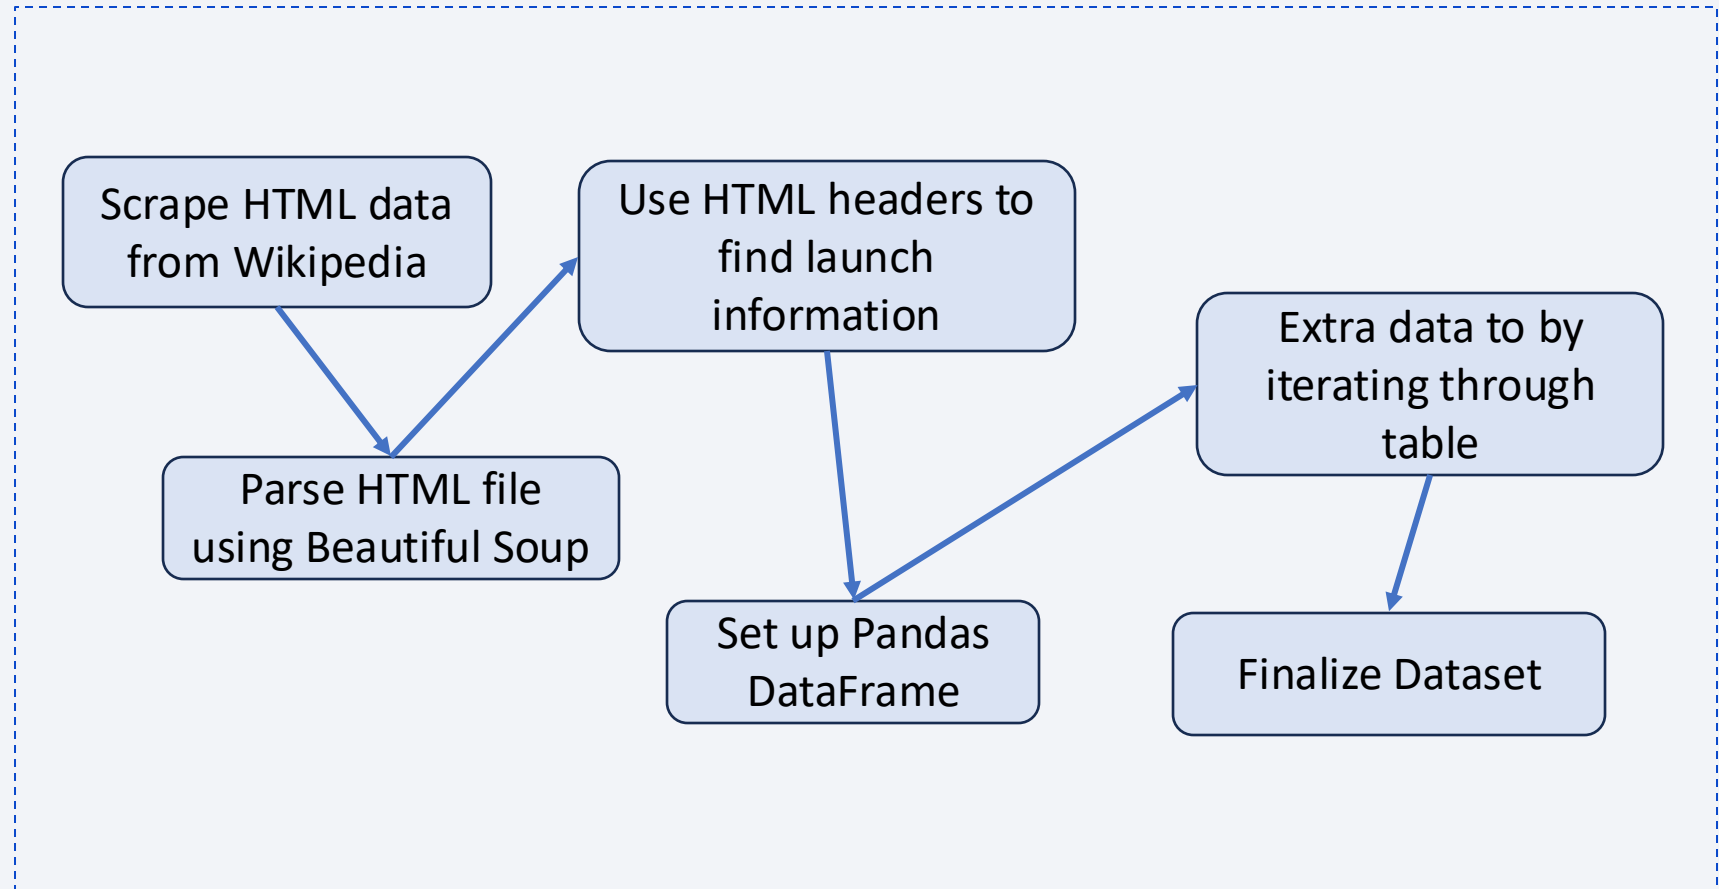 Scrape HTML data
from Wikipedia
Parse HTML file
using Beautiful Soup
Use HTML headers to
find launch
information
Set up Pandas
DataFrame
Extra data to by
iterating through
table
Finalize Dataset